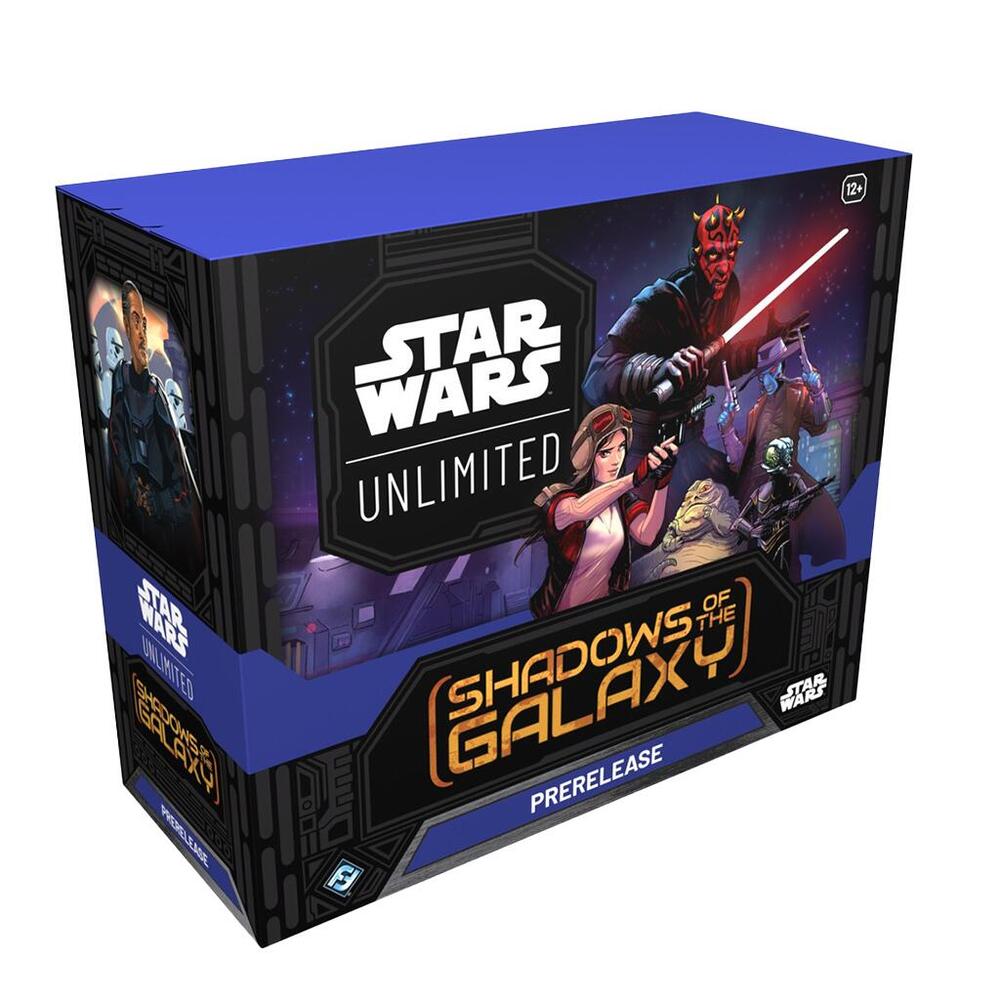 12+
STAR
WARS
UNLIMITED
SHADOWS OF
THE
GALAXY
PRERELEASE
STAR
WARS
STAR
WARS
UNLIMITED
SHADOWS OF
THE
GALAXY
PRERELEASE
FF